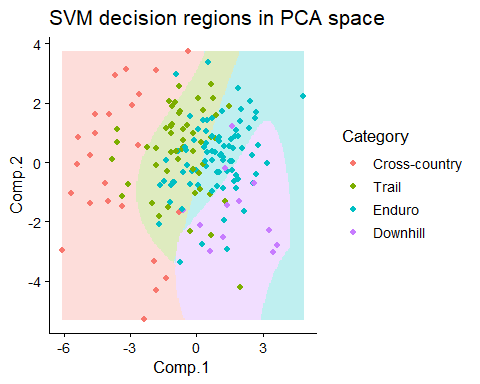 SVM decision regions in PCA space
4
2
0
-2
-4
Comp.2
-6
-3
0
3
Comp.1
Category
Cross-country
Trail
Enduro
Downhill